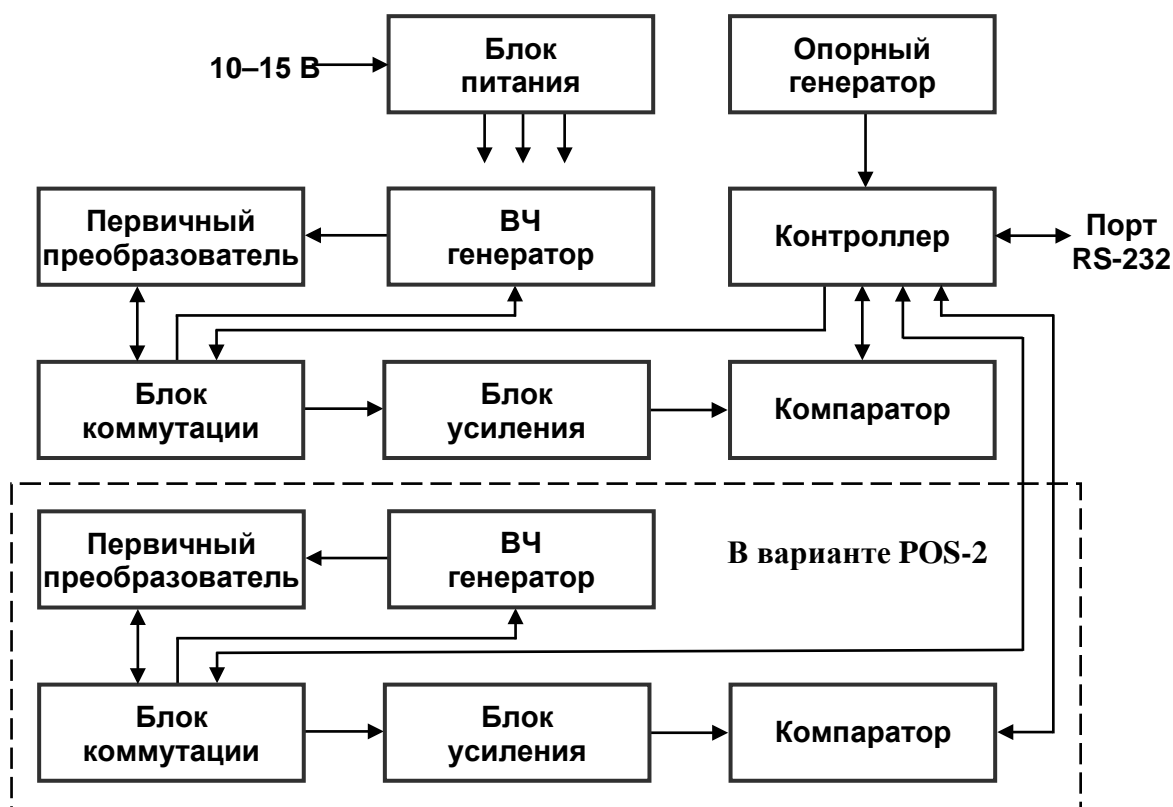 Блок
питания
10–15 В
Опорный
генератор
Первичный
преобразователь
ВЧ
генератор
Контроллер
Порт
RS-232
Блок
коммутации
Блок
усиления
Компаратор
Первичный
преобразователь
ВЧ
генератор
В варианте POS-2
Блок
коммутации
Блок
усиления
Компаратор